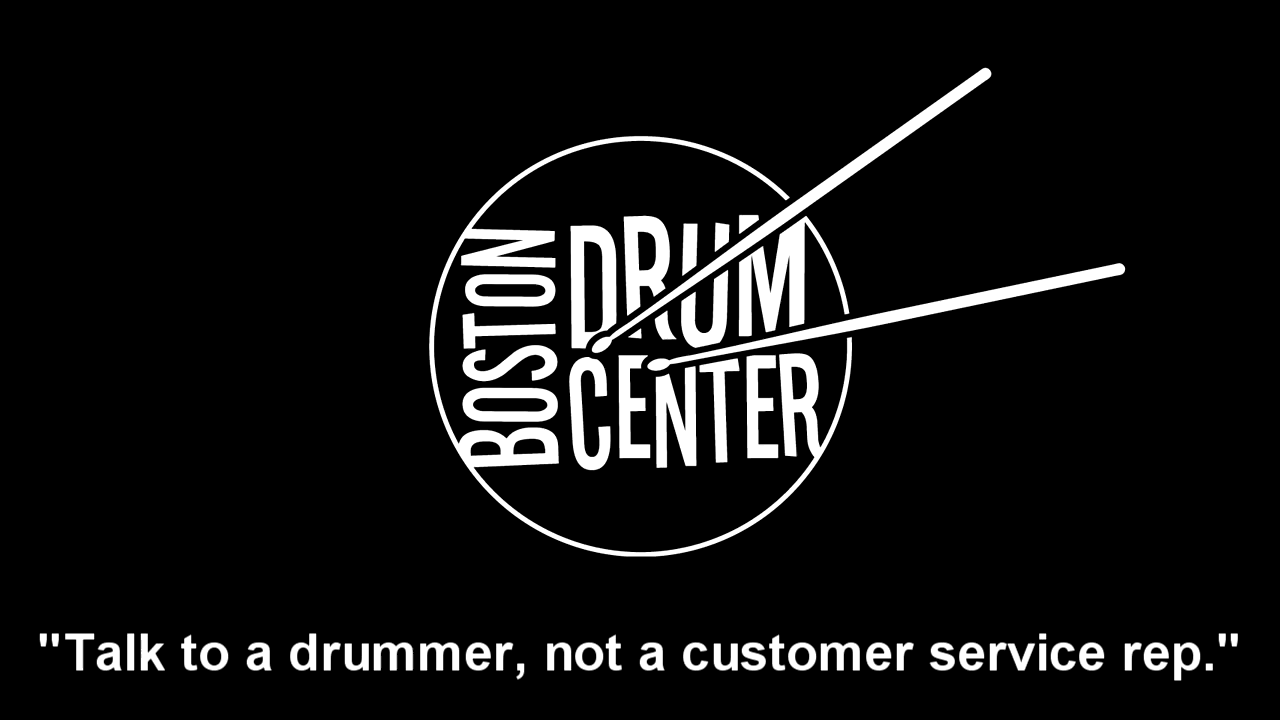 BOSTON
DRUM
CENTER
"Talk to a drummer, not a customer service rep."